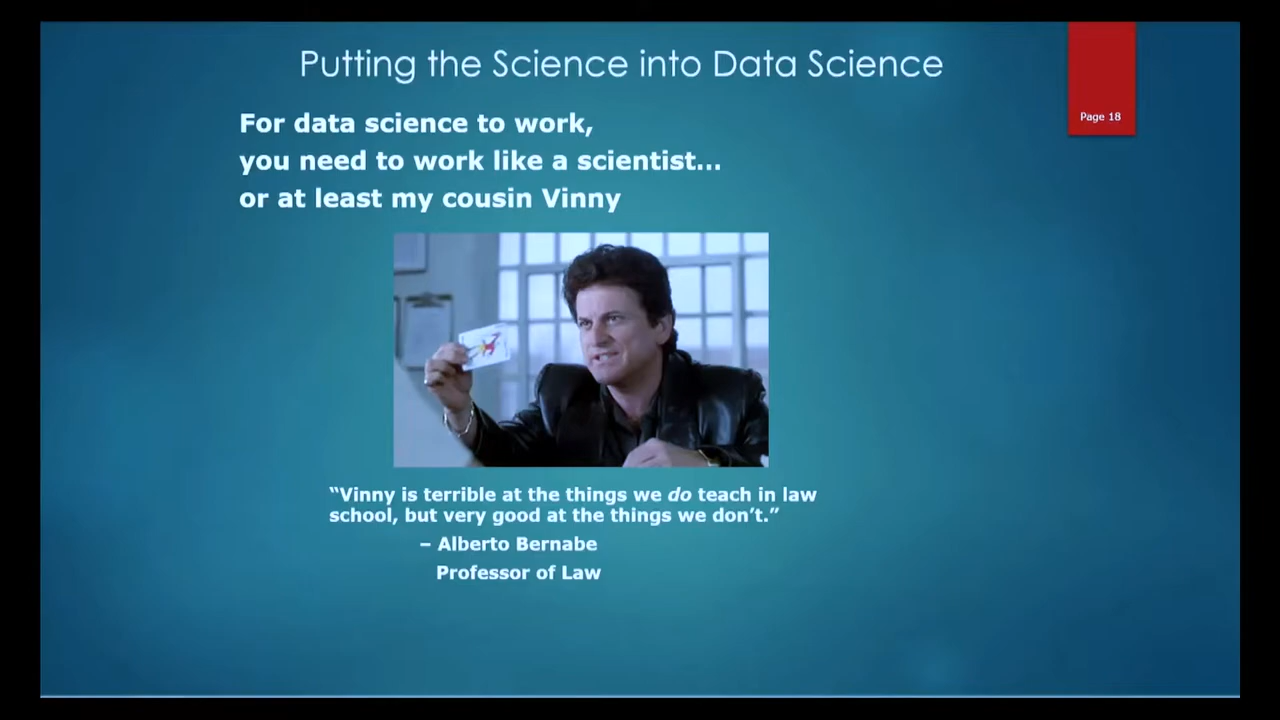 Putting the Science into Data Science
Page 18
For data science to work,
you need to work like a scientist...
or at least my cousin Vinny
“Vinny is terrible at the things we do teach in law
school, but very good at the things we don’t.”
– Alberto Bernabe
Professor of Law